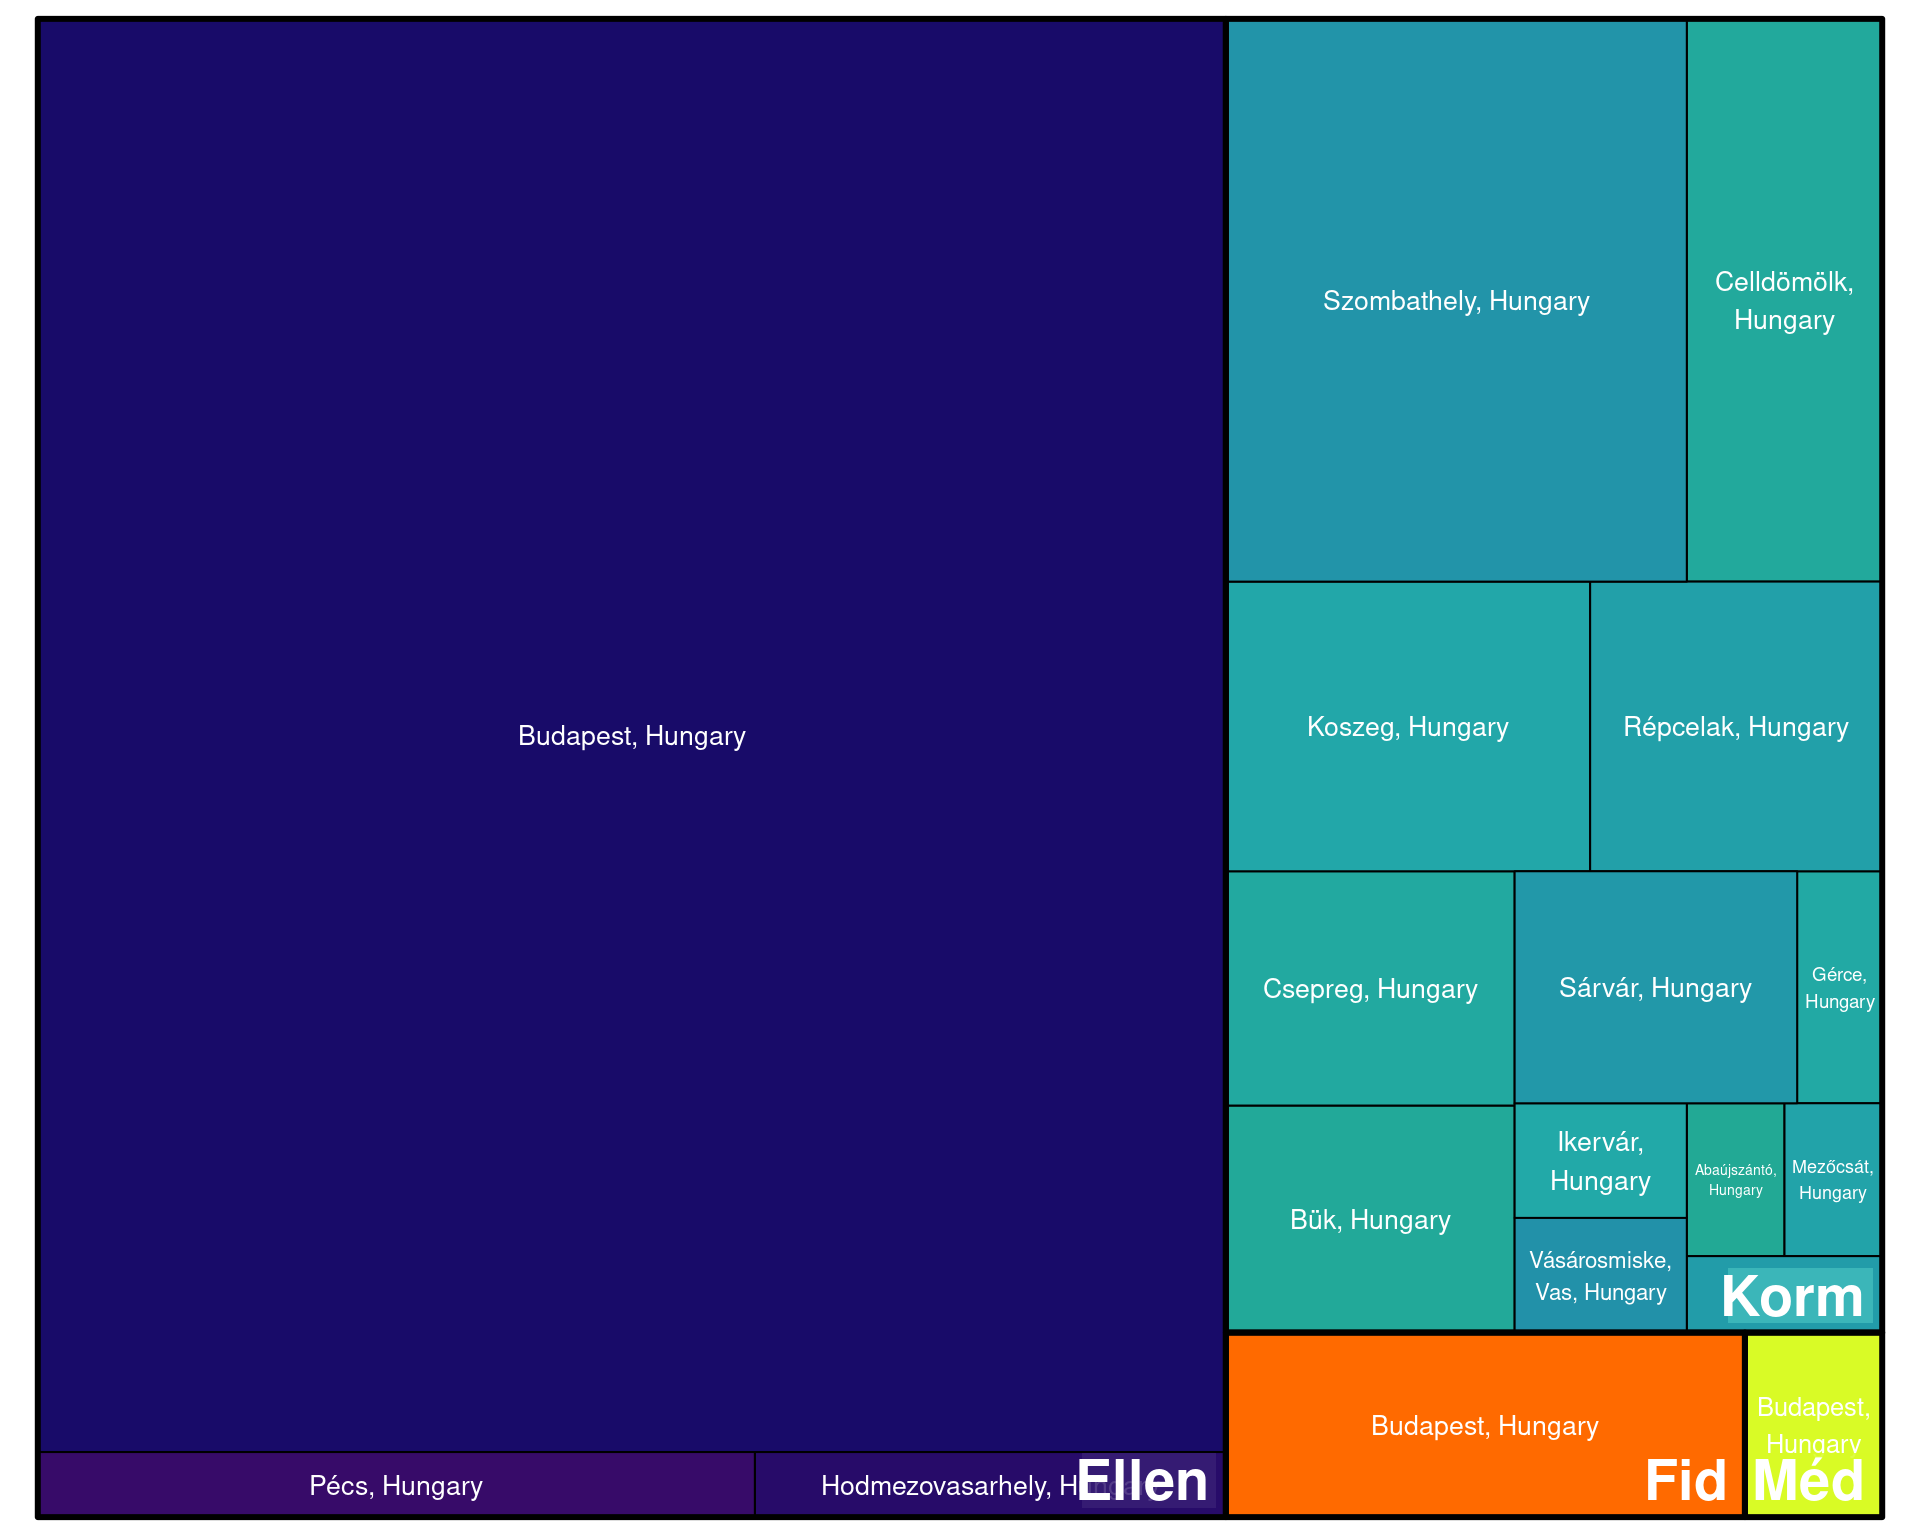 Budapest, Hungary
Pécs, Hungary
Hodmezovasarhely, Hungary
Ellen
Szombathely, Hungary
Celldömölk,
Hungary
Koszeg, Hungary
Répcelak, Hungary
Csepreg, Hungary
Sárvár, Hungary
Gérce,
Hungary
Bük, Hungary
Ikervár,
Hungary
Abaújszántó,
Hungary
Mezőcsát,
Hungary
Vásárosmiske,
Vas, Hungary
Korm
Budapest, Hungary
Fid
Budapest,
Hungary
Méd